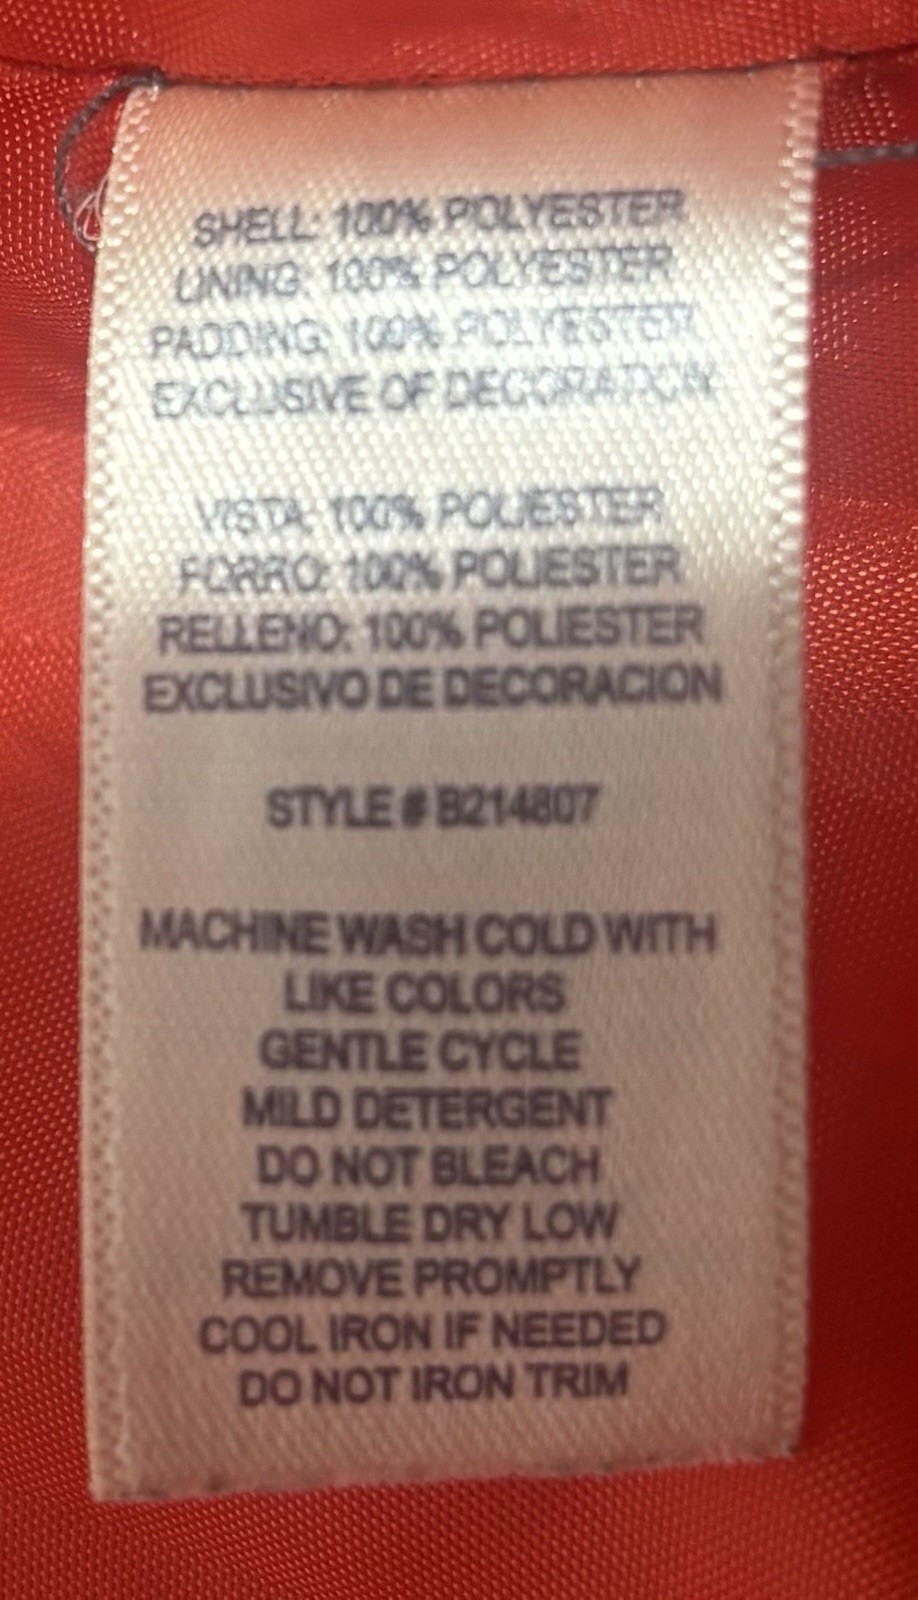 SHELL: 100% POLYESTER
LINING: 100% POLYESTER
PADDING: 100% POLYESTER
EXCLUSIVE OF DECORATION
VISTA: 100% POLIESTER
FORRO: 100% POLIESTER
RELLENO: 100% POLIESTER
EXCLUSIVO DE DECORACION
STYLE # B214807
MACHINE WASH COLD WITH
LIKE COLORS
GENTLE CYCLE
MILD DETERGENT
DO NOT BLEACH
TUMBLE DRY LOW
REMOVE PROMPTLY
COOL IRON IF NEEDED
DO NOT IRON TRIM